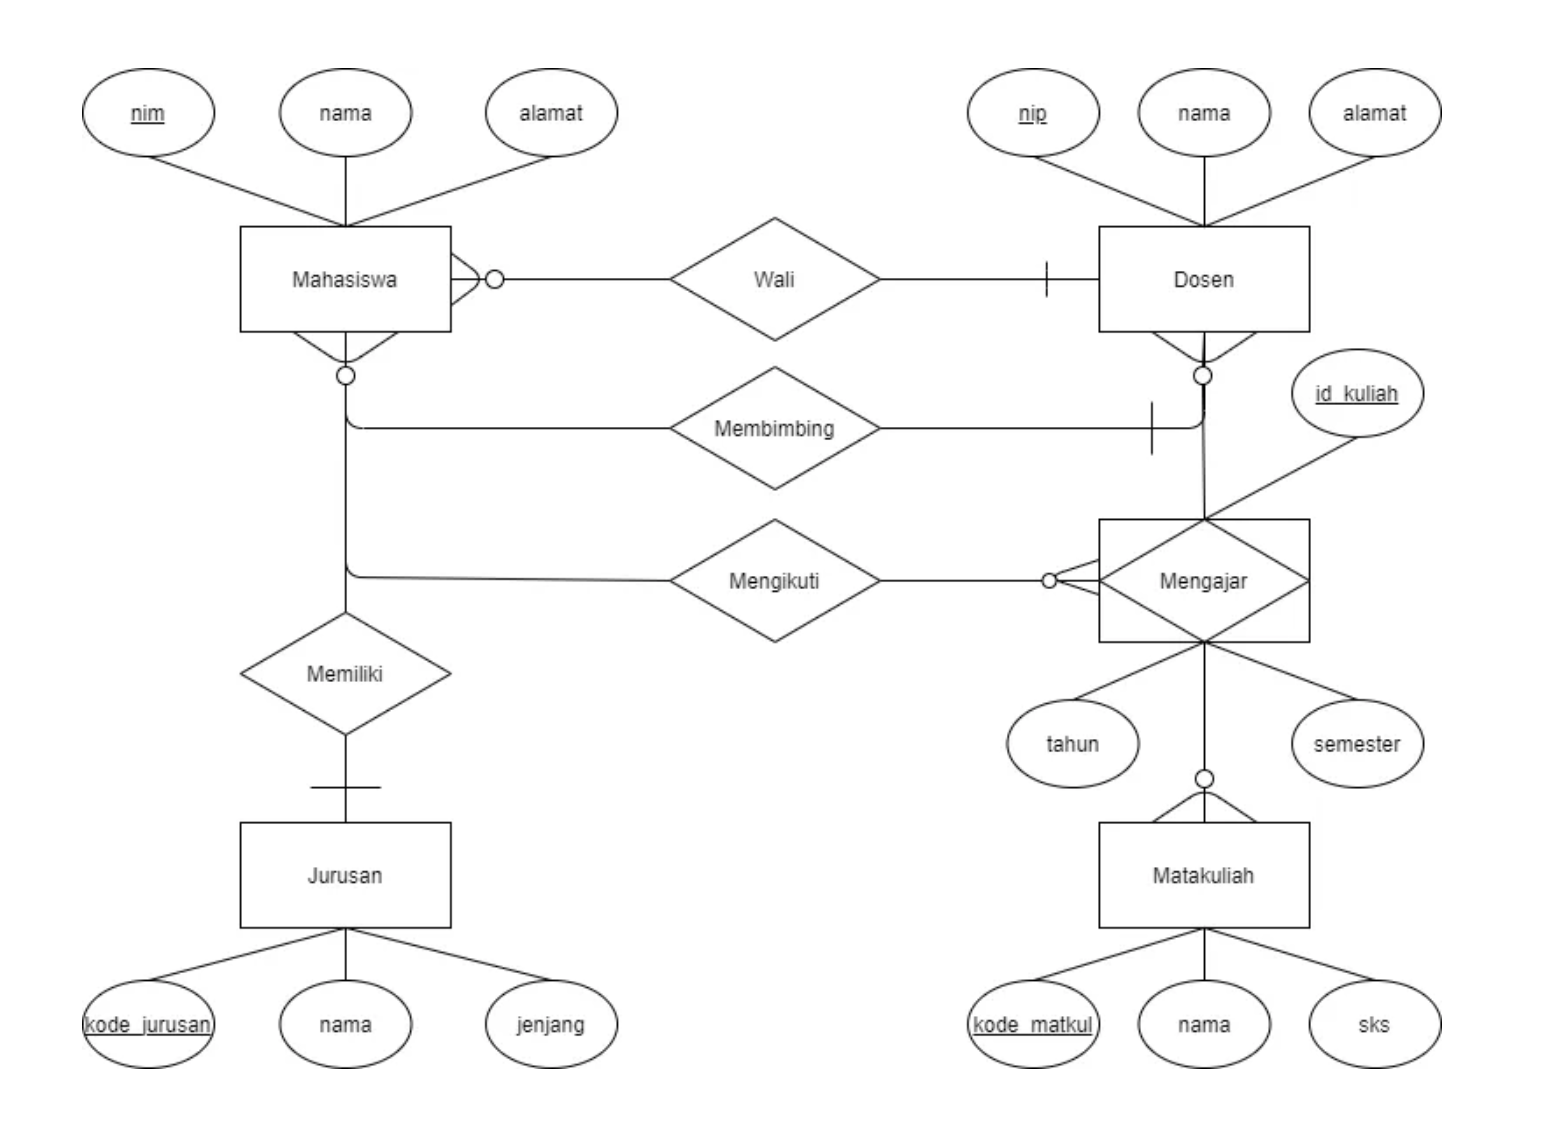 nim
nama
alamat
nip
nama
alamat
Mahasiswa
Wali
Dosen
id_kuliah
Membimbing
Mengikuti
Mengajar
Memiliki
tahun
semester
Jurusan
Matakuliah
kode_jurusan
nama
jenjang
kode_matkul
nama
sks